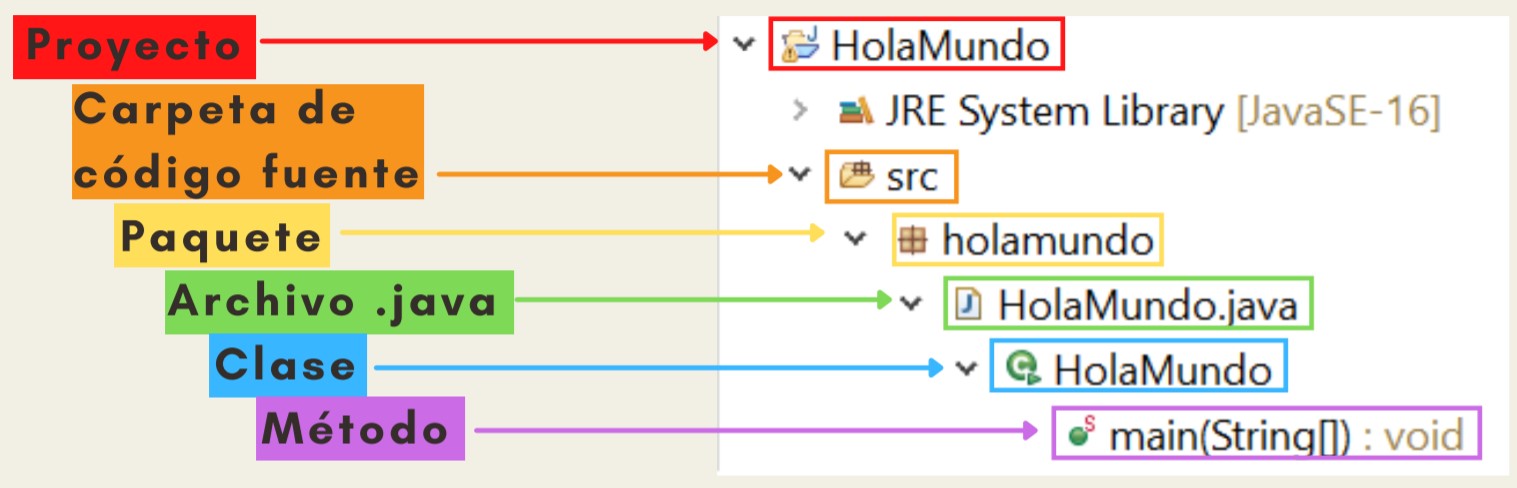 Proyecto
HolaMundo
JRE System Library [JavaSE-16]
Carpeta de
código fuente
src
Paquete
holamundo
Archivo .java
HolaMundo.java
Clase
HolaMundo
Método
main(String[]) : void